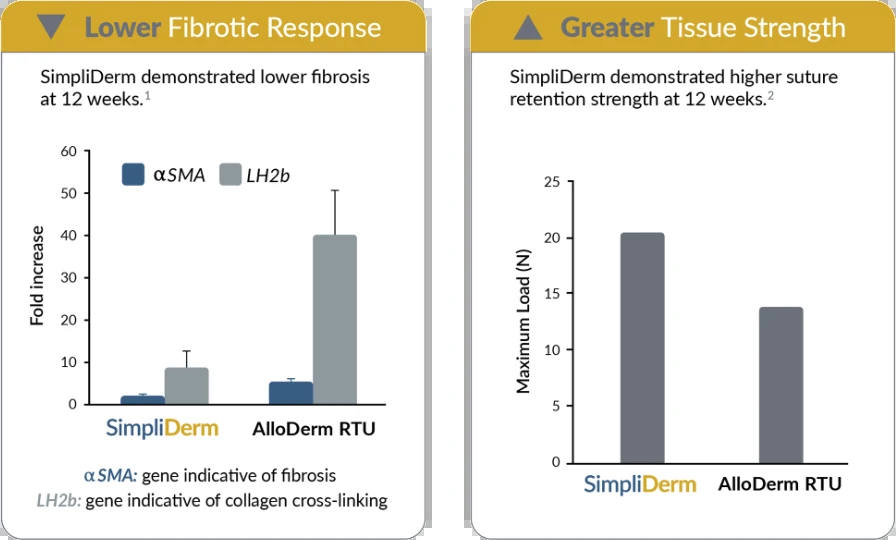 Lower Fibrotic Response
SimpliDerm demonstrated lower fibrosis
at 12 weeks.1
αSMA LH2b
60
50
40
30
20
10
0
Fold increase
SimpliDerm AlloDerm RTU
αSMA: gene indicative of fibrosis
LH2b: gene indicative of collagen cross-linking
Greater Tissue Strength
SimpliDerm demonstrated higher suture
retention strength at 12 weeks.2
25
20
15
10
5
0
Maximum Load (N)
SimpliDerm AlloDerm RTU